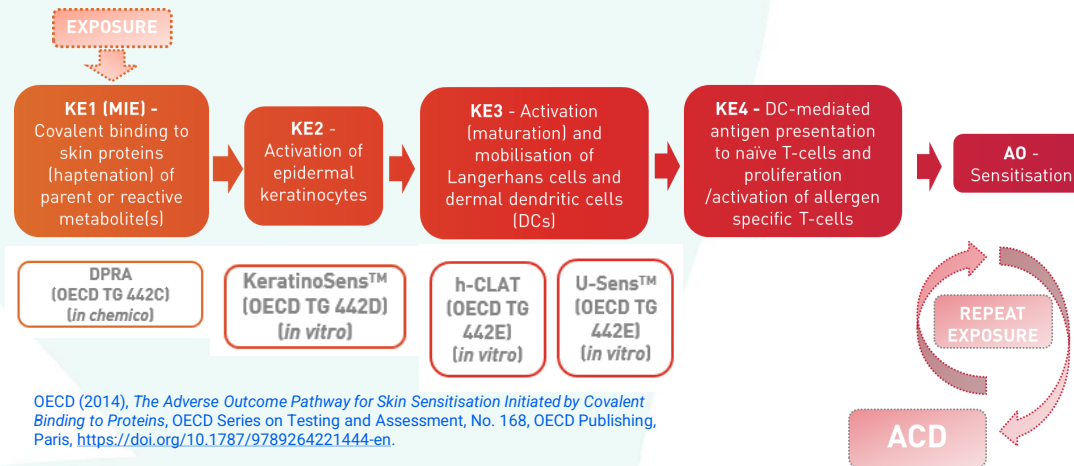 EXPOSURE
KE1 (MIE) -
Covalent binding to
skin proteins
(haptenation) of
parent or reactive
metabolite(s)
KE2 -
Activation of
epidermal
keratinocytes
KE3 - Activation
(maturation) and
mobilisation of
Langerhans cells and
dermal dendritic cells
(DCs)
KE4 - DC-mediated
antigen presentation
to naïve T-cells and
proliferation
/activation of allergen
specific T-cells
AO -
Sensitisation
DPRA
(OECD TG 442C)
(in chemico)
KeratinoSens™
(OECD TG 442D)
(in vitro)
h-CLAT
(OECD TG
442E)
(in vitro)
U-Sens™
(OECD TG
442E)
(in vitro)
REPEAT
EXPOSURE
ACD
OECD (2014), The Adverse Outcome Pathway for Skin Sensitisation Initiated by Covalent
Binding to Proteins, OECD Series on Testing and Assessment, No. 168, OECD Publishing,
Paris, https://doi.org/10.1787/9789264221444-en.